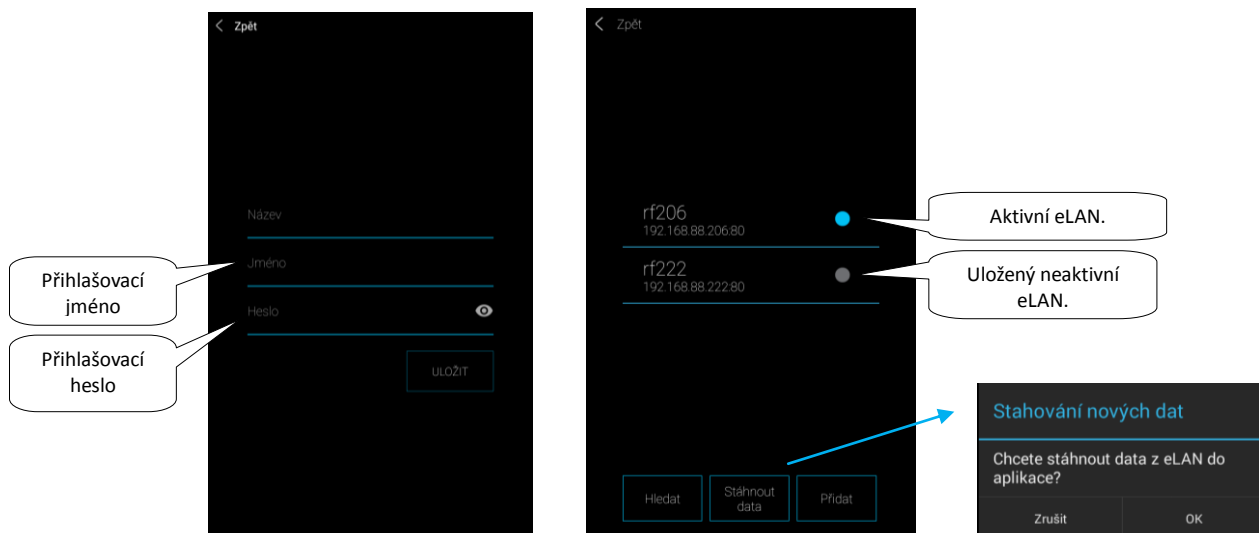 Zpět
Název
Jméno
Heslo
ULOŽIT
Přihlašovací
jméno
Přihlašovací
heslo
Zpět
rf206
192.168.88.206:80
rf222
192.168.88.222:80
Hledat
Stáhnout
data
Přidat
Aktivní eLAN.
Uložený neaktivní
eLAN.
Stahování nových dat
Chcete stáhnout data z eLAN do
aplikace?
Zrušit
OK